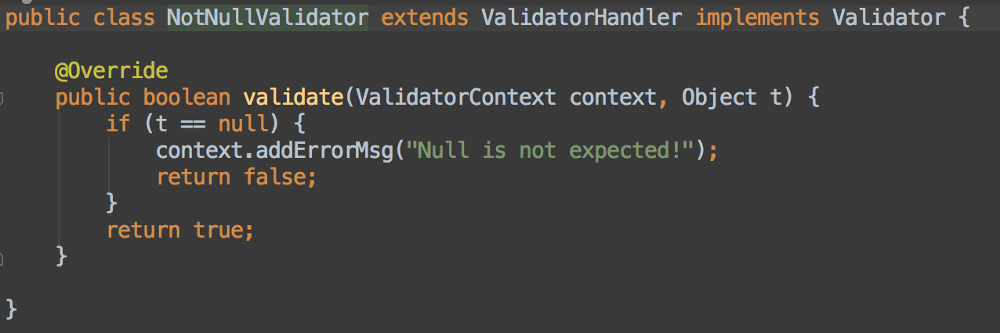 public class NotNullValidator extends ValidatorHandler implements Validator {
@Override
public boolean validate(ValidatorContext context, Object t) {
if (t == null) {
context.addErrorMsg("Null is not expected!");
return false;
}
return true;
}
}